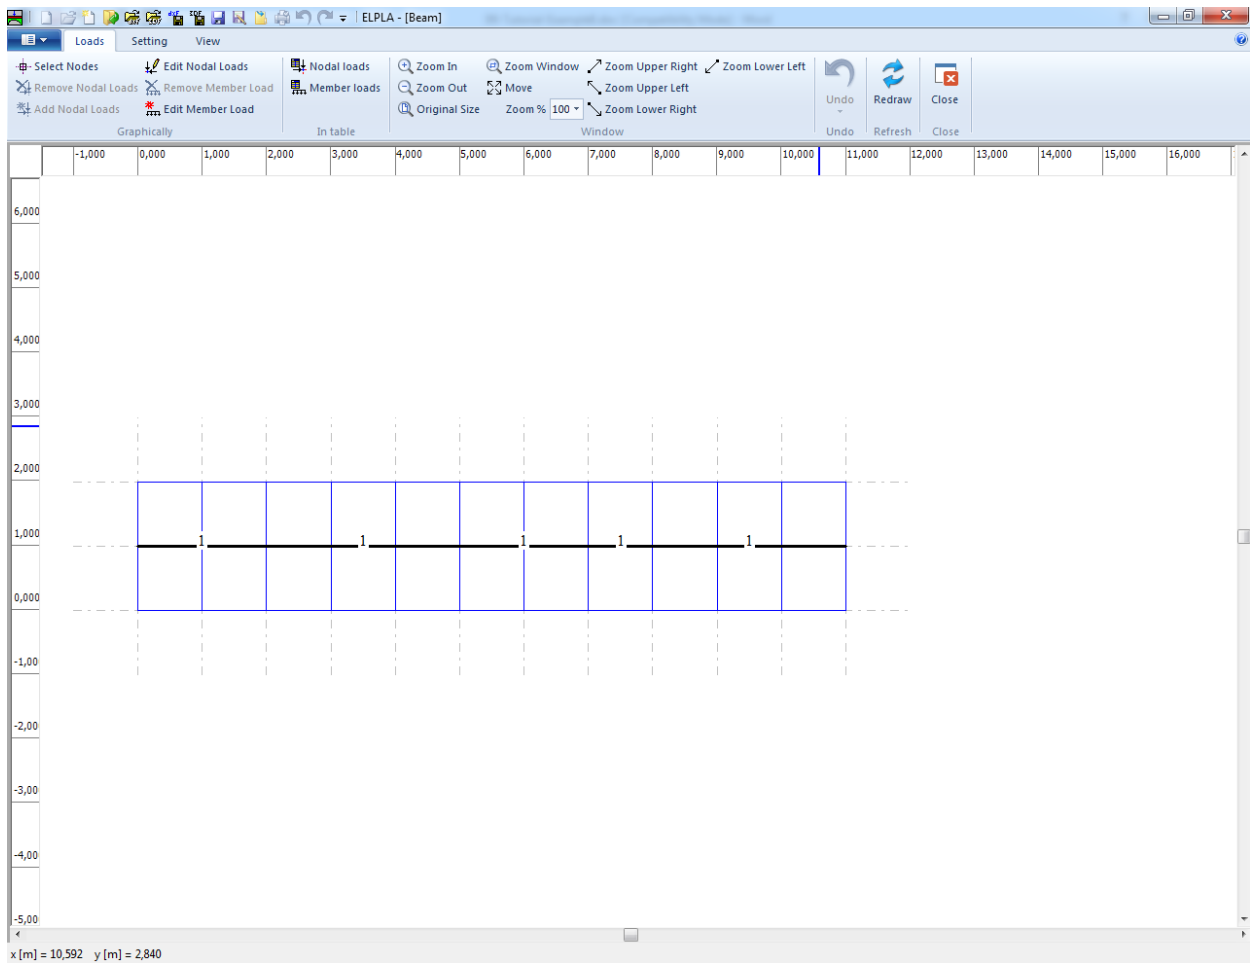 ELPLA - [Beam]
Loads Setting View
Select Nodes Edit Nodal Loads Nodal loads Zoom In Zoom Window Zoom Upper Right Zoom Lower Left
Remove Nodal Loads Remove Member Load Member loads Zoom Out Move Zoom Upper Left
Add Nodal Loads Edit Member Load Original Size Zoom % 100 Zoom Lower Right
Undo Redraw Close
Graphically In table Window Undo Refresh Close
-1,000 0,000 1,000 2,000 3,000 4,000 5,000 6,000 7,000 8,000 9,000 10,000 11,000 12,000 13,000 14,000 15,000 16,000
6,000
5,000
4,000
3,000
2,000
1,000
1 1 1 1 1
0,000
-1,00
-2,00
-3,00
-4,00
-5,00
x [m] = 10,592 y [m] = 2,840